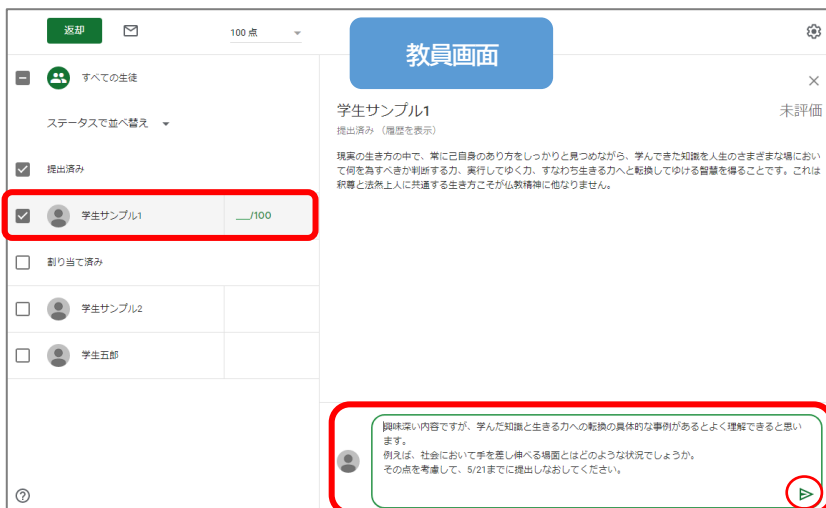 返却
100 点
教員画面
すべての生徒
ステータスで並べ替え
学生サンプル1
未評価
提出済み （履歴を表示）
現実の生き方の中で、常に己自身のあり方をしっかりと見つめながら、学んできた知識を人生のさまざまな場におい
て何を為すべきか判断する力、実行してゆく力、すなわち生きる力へと転換してゆける智慧を得ることです。これは
釈尊と法然上人に共通する生き方こそが仏教精神に他なりません。
提出済み
学生サンプル1
__/100
割り当て済み
学生サンプル2
学生五郎
興味深い内容ですが、学んだ知識と生きる力への転換の具体的な事例があるとよく理解できると思い
ます。
例えば、社会において手を差し伸べる場面とはどのような状況でしょうか。
その点を考慮して、5/21までに提出しなおしてください。